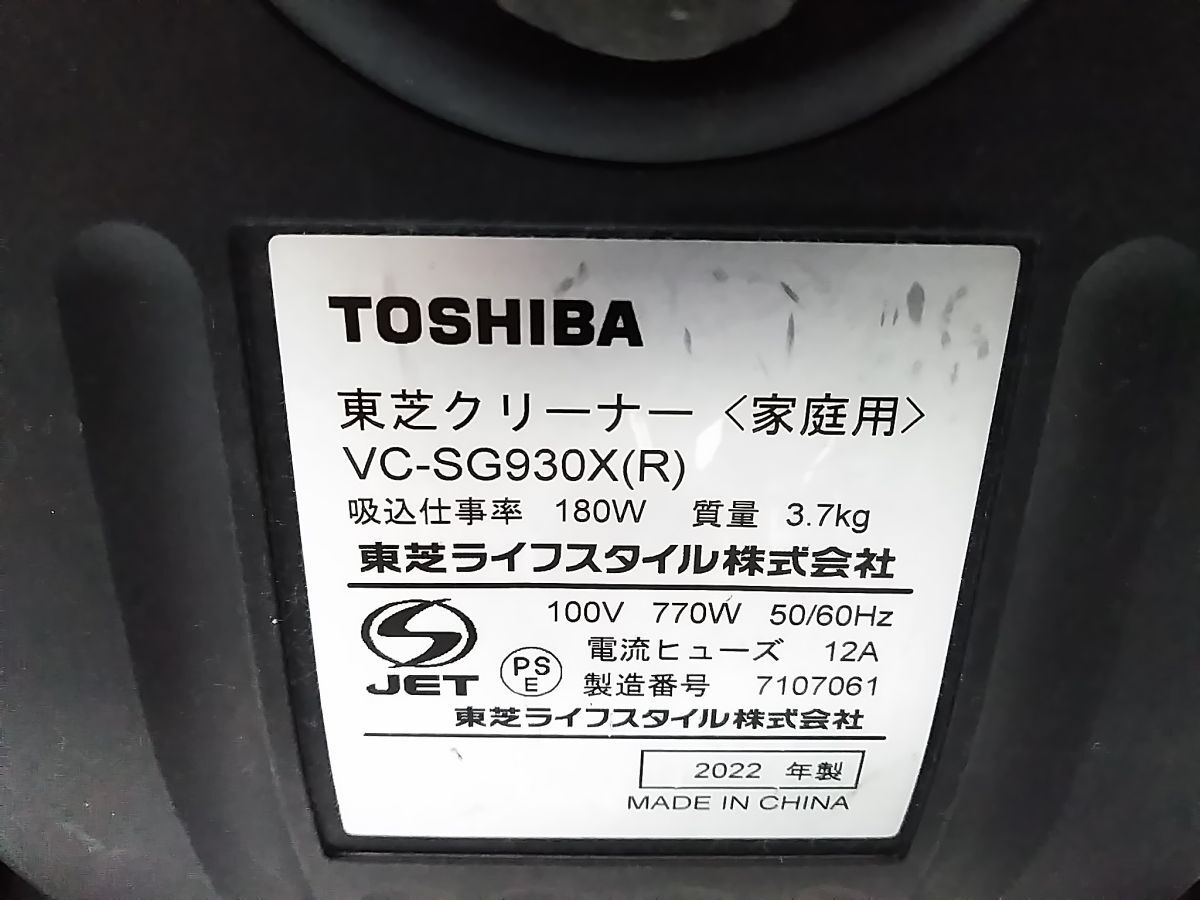 TOSHIBA
東芝クリーナー〈家庭用〉
VC-SG930X(R)
吸込仕事率 180W 質量 3.7kg
東芝ライフスタイル株式会社
100V 770W 50/60Hz
電流ヒューズ 12A
JET
PS
E
製造番号 7107061
東芝ライフスタイル株式会社
2022 年製
MADE IN CHINA